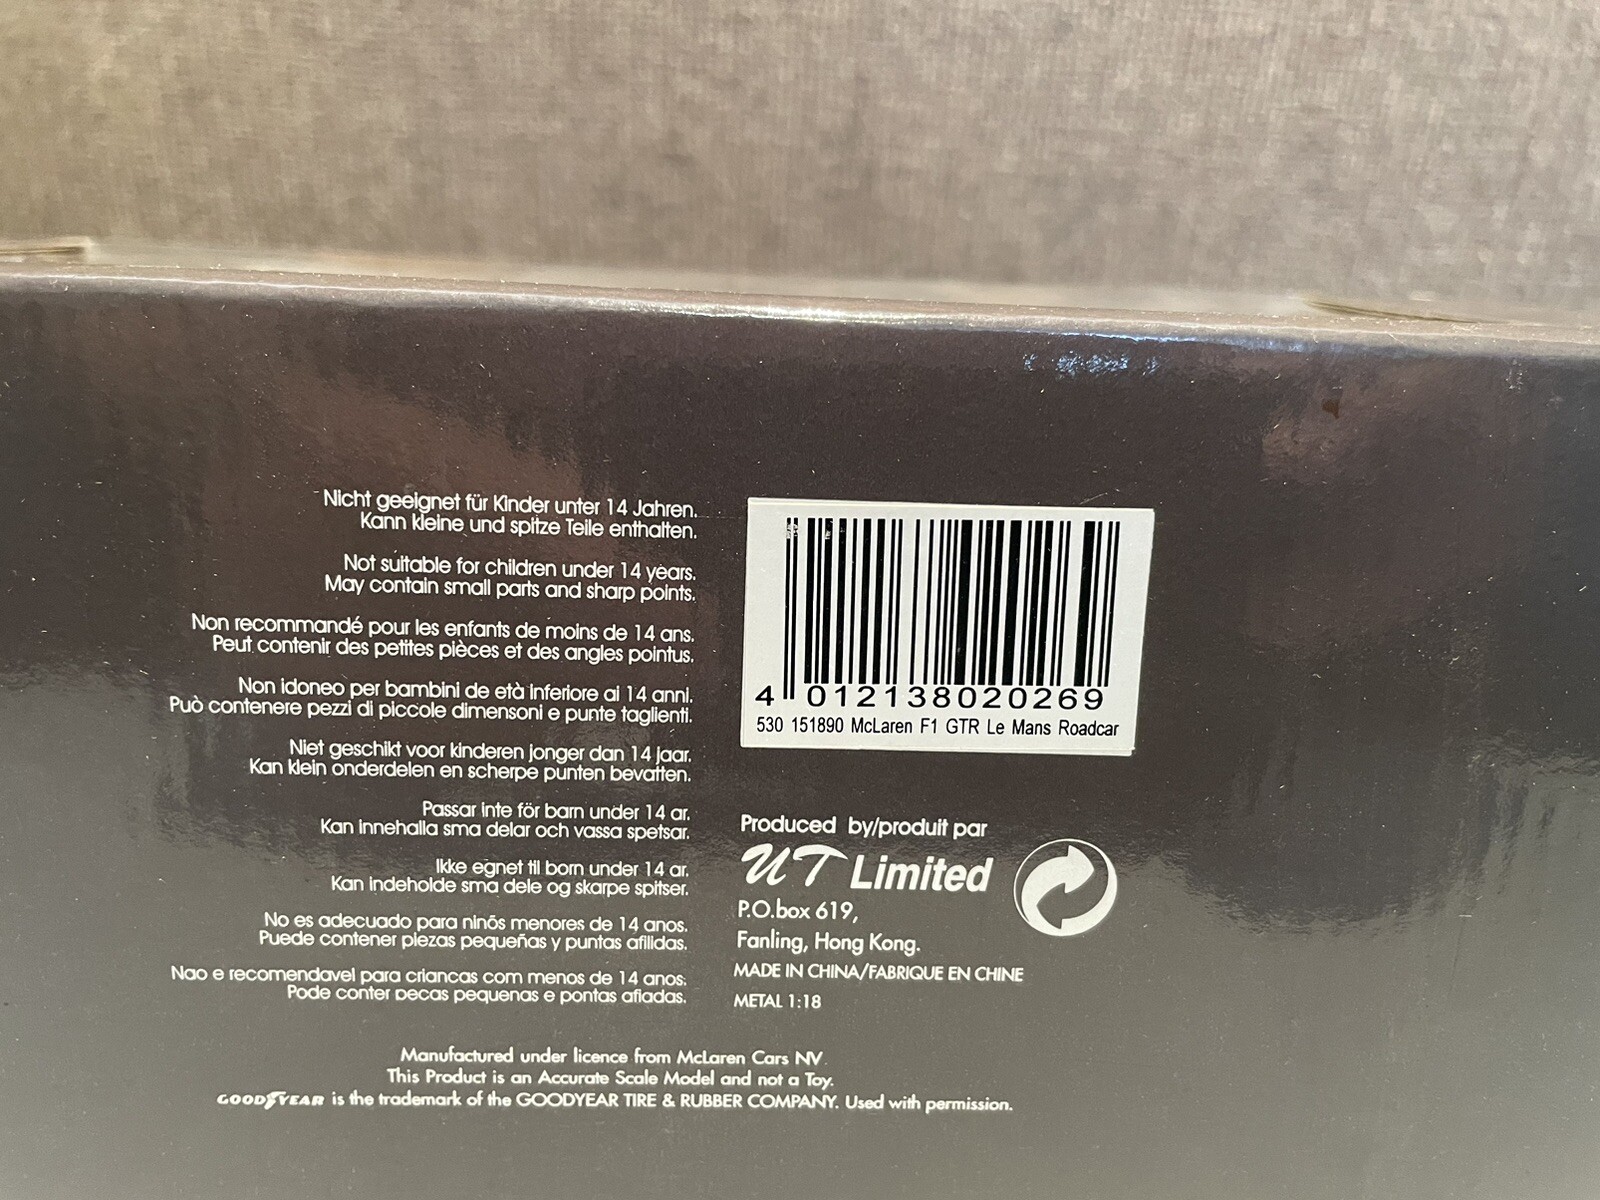 Nicht geeignet für Kinder unter 14 Jahren.
Kann kleine und spitze Teile enthalten.
Not suitable for children under 14 years.
May contain small parts and sharp points.
Non recommandé pour les enfants de moins de 14 ans.
Peut contenir des petites pièces et des angles pointus.
Non idoneo per bambini de età inferiore ai 14 anni.
Può contenere pezzi di piccole dimensoni e punte taglienti.
Niet geschikt voor kinderen jonger dan 14 jaar.
Kan klein onderdelen en scherpe punten bevatten.
Passar inte för barn under 14 ar.
Kan innehalla sma delar och vassa spetsar.
Ikke egnet til born under 14 ar.
Kan indeholde sma dele og skarpe spitser.
No es adecuado para ninõs menores de 14 anos.
Puede contener piezas pequeñas y puntas afilidas.
Nao e recomendavel para criancas com menos de 14 anos.
Pode conter pecas pequenas e pontas afiadas.
4 012138020269
530 151890 McLaren F1 GTR Le Mans Roadcar
Produced by/produit par
UT Limited
P.O.box 619,
Fanling, Hong Kong.
MADE IN CHINA/FABRIQUE EN CHINE
METAL 1:18
Manufactured under licence from McLaren Cars NV.
This Product is an Accurate Scale Model and not a Toy.
GOODYEAR is the trademark of the GOODYEAR TIRE & RUBBER COMPANY. Used with permission.